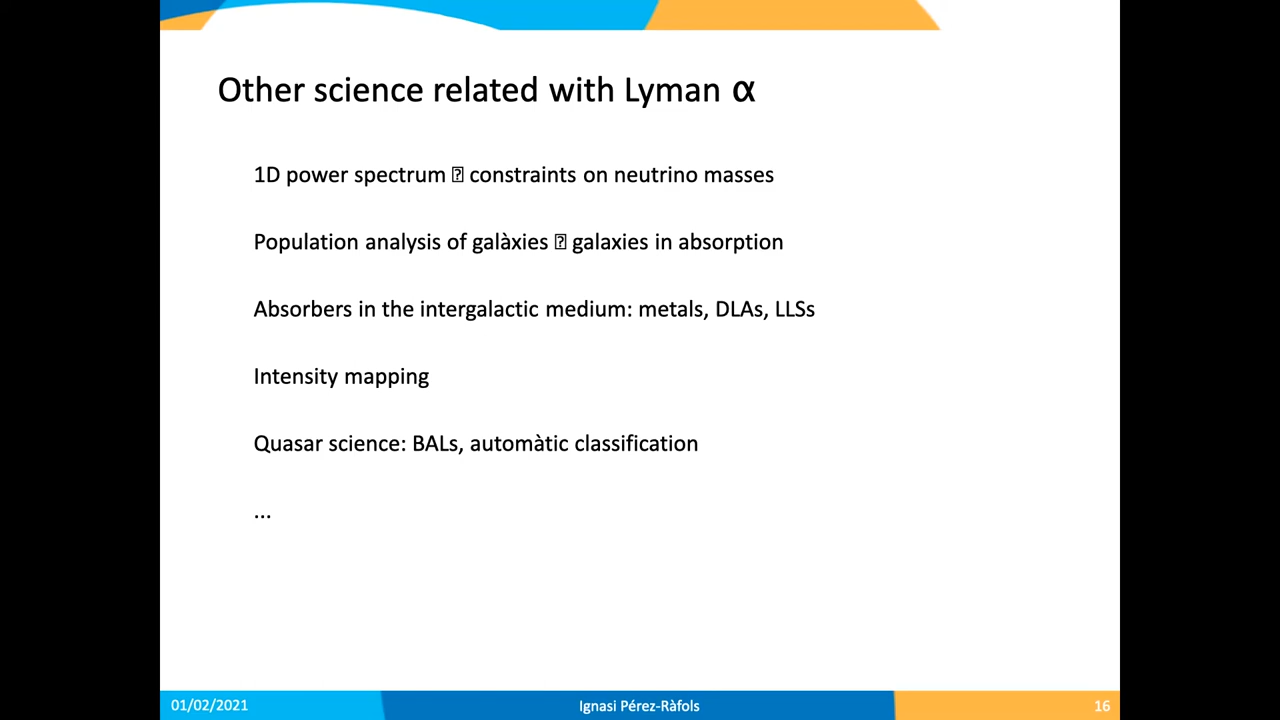 Other science related with Lyman α
1D power spectrum ⍰ constraints on neutrino masses
Population analysis of galàxies ⍰ galaxies in absorption
Absorbers in the intergalactic medium: metals, DLAs, LLSs
Intensity mapping
Quasar science: BALs, automàtic classification
...
01/02/2021
Ignasi Pérez-Ràfols
16